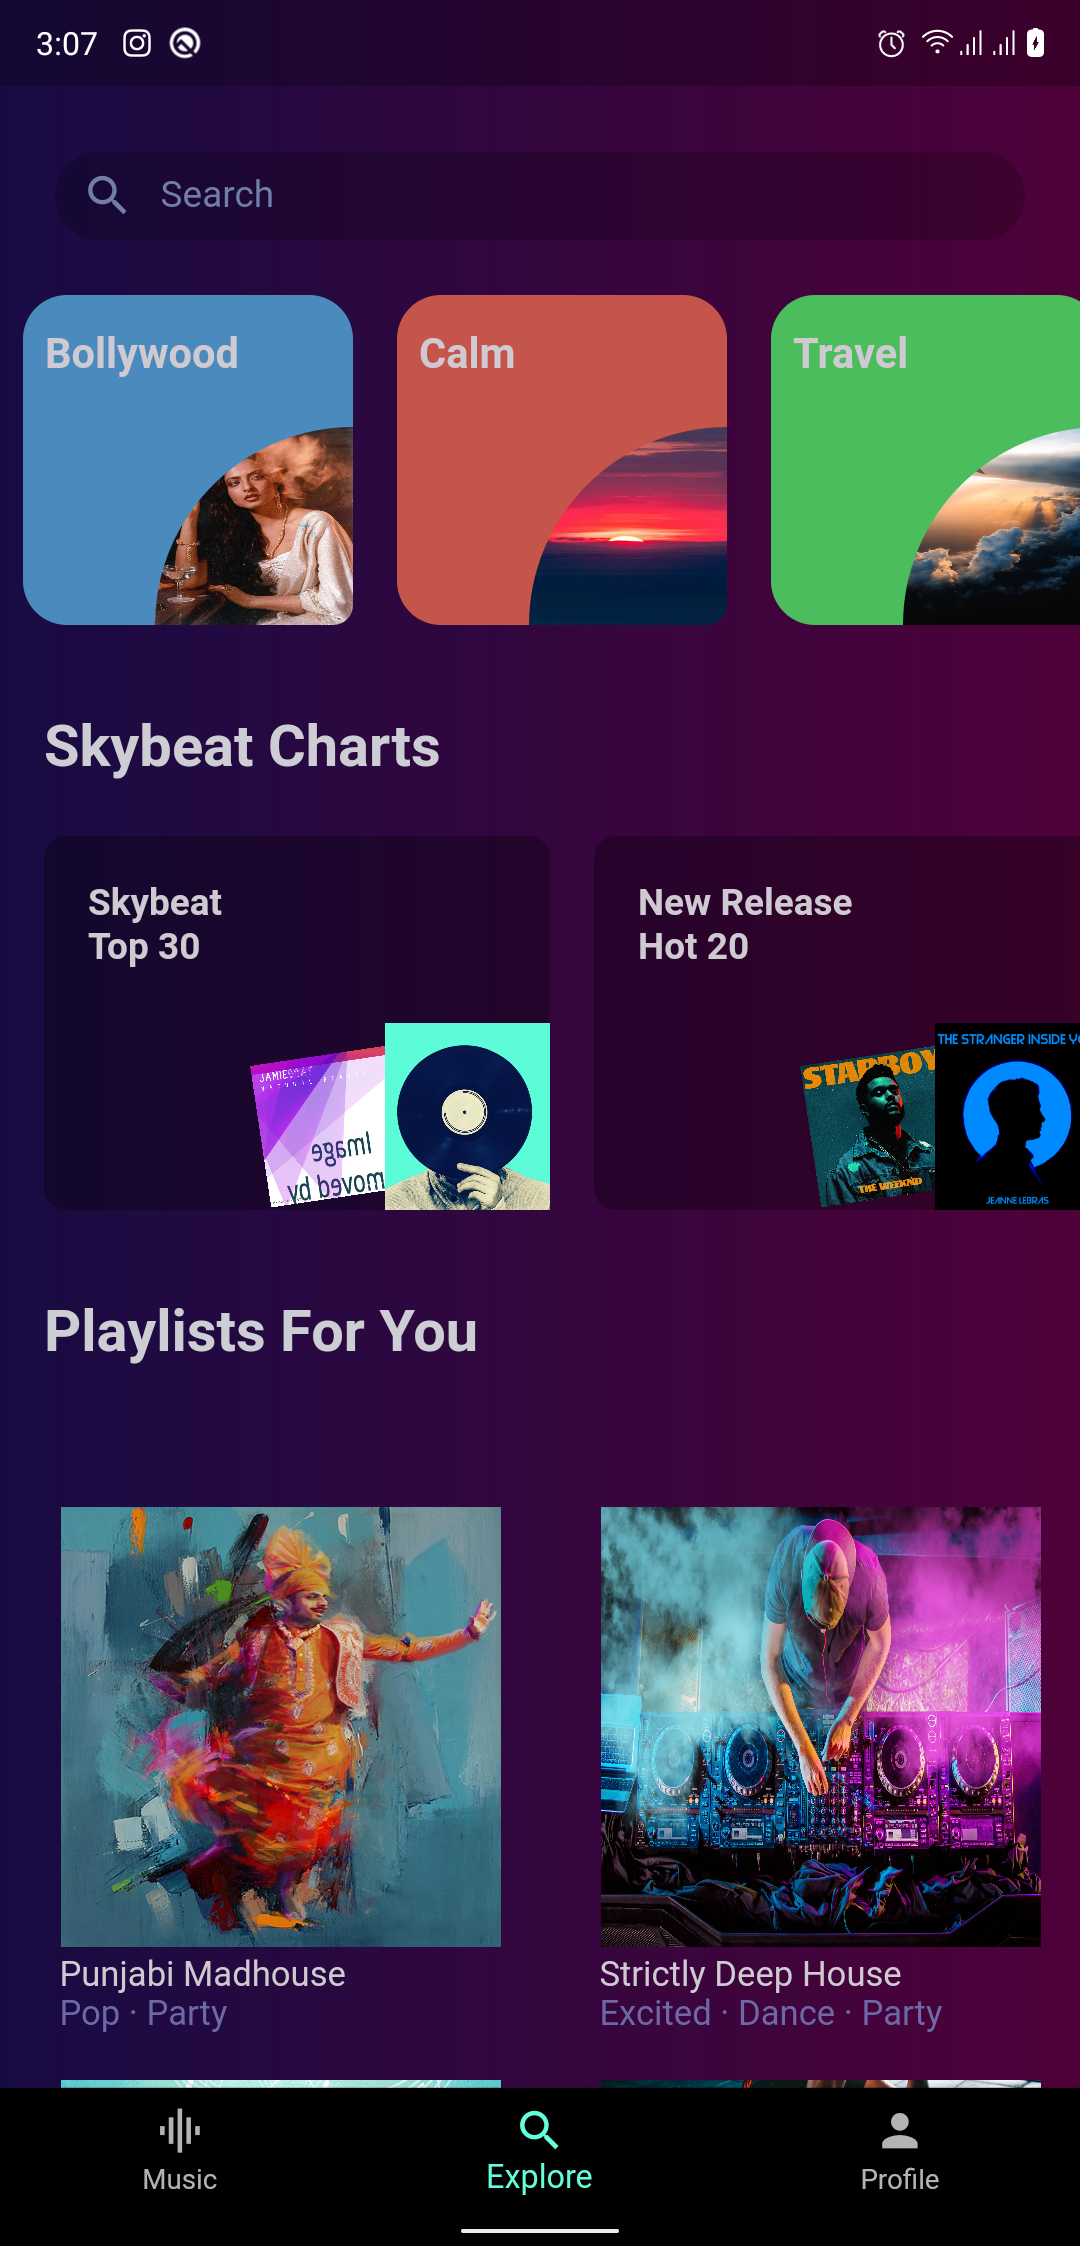 3:07
Search
Bollywood
Calm
Travel
Skybeat Charts
Skybeat
Top 30
New Release
Hot 20
JAMIE
NATURAL
Image
moved by
STARBOY
THE WEEKND
THE STRANGER INSIDE YO
JEANNE LEBRAS
Playlists For You
Punjabi Madhouse
Pop · Party
Strictly Deep House
Excited · Dance · Party
Music
Explore
Profile